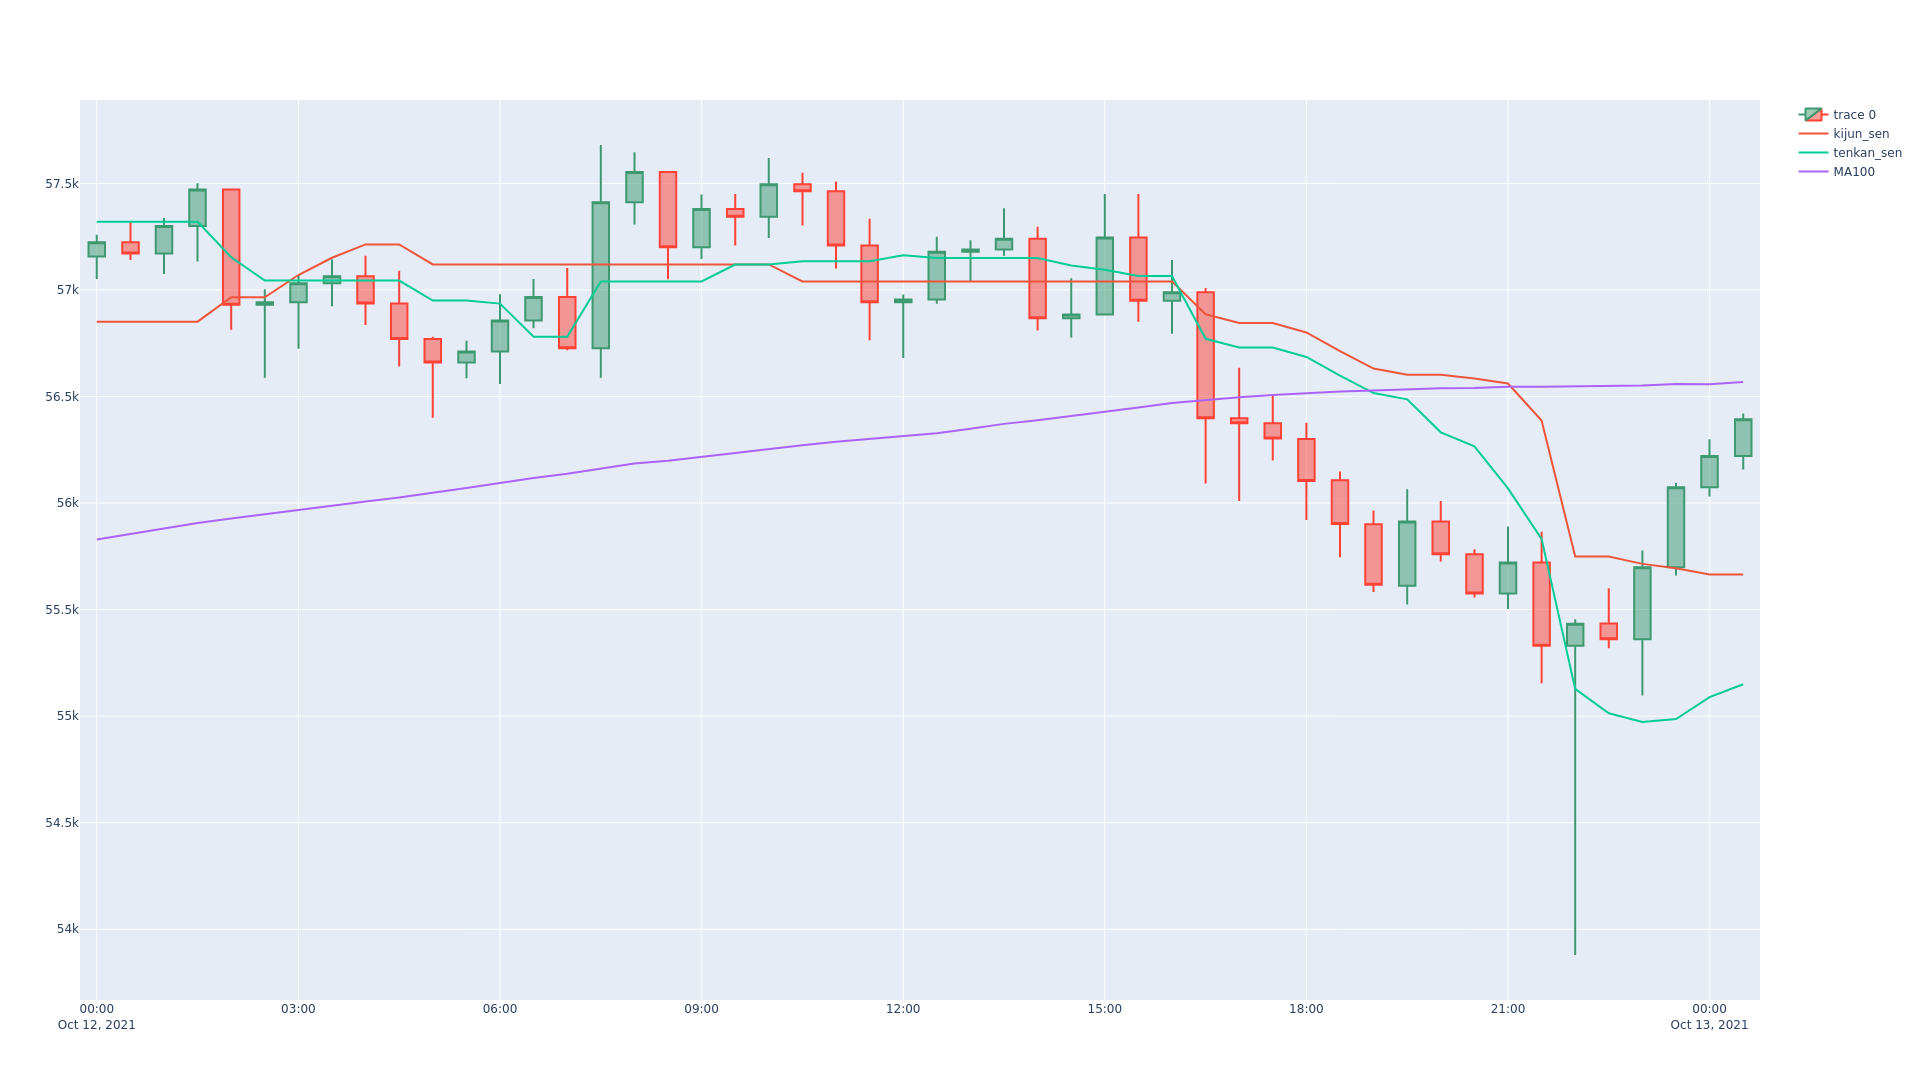 trace 0
kijun_sen
tenkan_sen
MA100
57.5k
57k
56.5k
56k
55.5k
55k
54.5k
54k
00:00 03:00 06:00 09:00 12:00 15:00 18:00 21:00 00:00
Oct 12, 2021 Oct 13, 2021